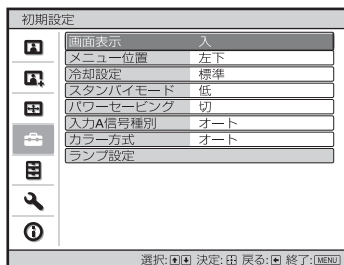 初期設定
画面表示 入
メニュー位置 左下
冷却設定 標準
スタンバイモード 低
パワーセービング 切
入力A信号種別 オート
カラー方式 オート
ランプ設定
選択: 決定: 戻る: 終了:MENU